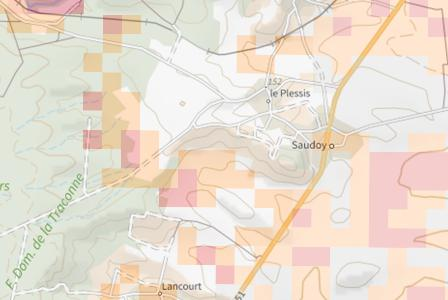 152
le Plessis
Saudoy
F. Dom. de la Traconne
Lancourt